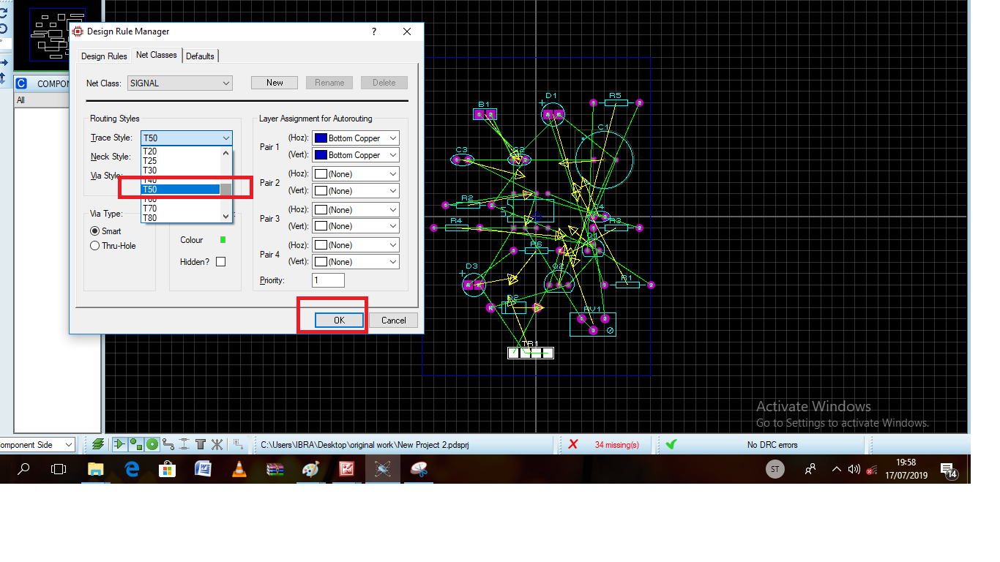 Design Rule Manager
?
Design Rules
Net Classes
Defaults
Net Class:
SIGNAL
New
Rename
Delete
Routing Styles
Trace Style:
T50
T20
T25
T30
T40
T50
T60
T70
T80
Neck Style:
Via Style:
Via Type:
Smart
Thru-Hole
Colour
Hidden?
Layer Assignment for Autorouting
Pair 1
(Hoz):
Bottom Copper
(Vert):
Bottom Copper
Pair 2
(Hoz):
(None)
(Vert):
(None)
Pair 3
(Hoz):
(None)
(Vert):
(None)
Pair 4
(Hoz):
(None)
(Vert):
(None)
Priority:
1
OK
Cancel
C
COMPON
All
B1
D1
R5
C1
C3
C2
R2
R4
R3
R6
Q1
D3
Q2
R1
D2
RV1
TR1
Activate Windows
Go to Settings to activate Windows.
omponent Side
C:\Users\IBRA\Desktop\original work\New Project 2.pdsprj
34 missing(s)
No DRC errors
ST
19:58
17/07/2019
14